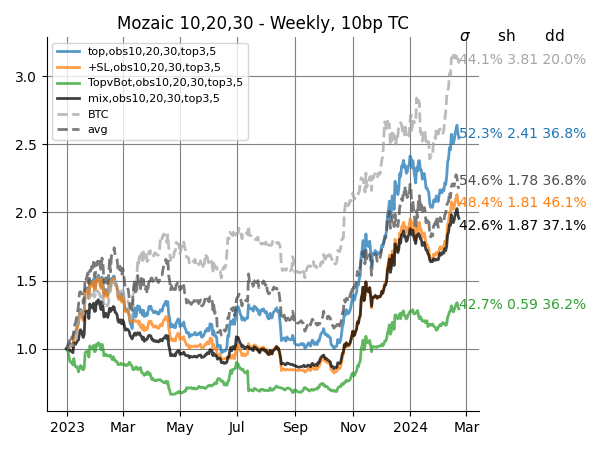 Mozaic 10,20,30 - Weekly, 10bp TC
σ sh dd
top,obs10,20,30,top3,5
+SL,obs10,20,30,top3,5
TopvBot,obs10,20,30,top3,5
mix,obs10,20,30,top3,5
BTC
avg
44.1% 3.81 20.0%
52.3% 2.41 36.8%
54.6% 1.78 36.8%
48.4% 1.81 46.1%
42.6% 1.87 37.1%
42.7% 0.59 36.2%
3.0
2.5
2.0
1.5
1.0
2023 Mar May Jul Sep Nov 2024 Mar